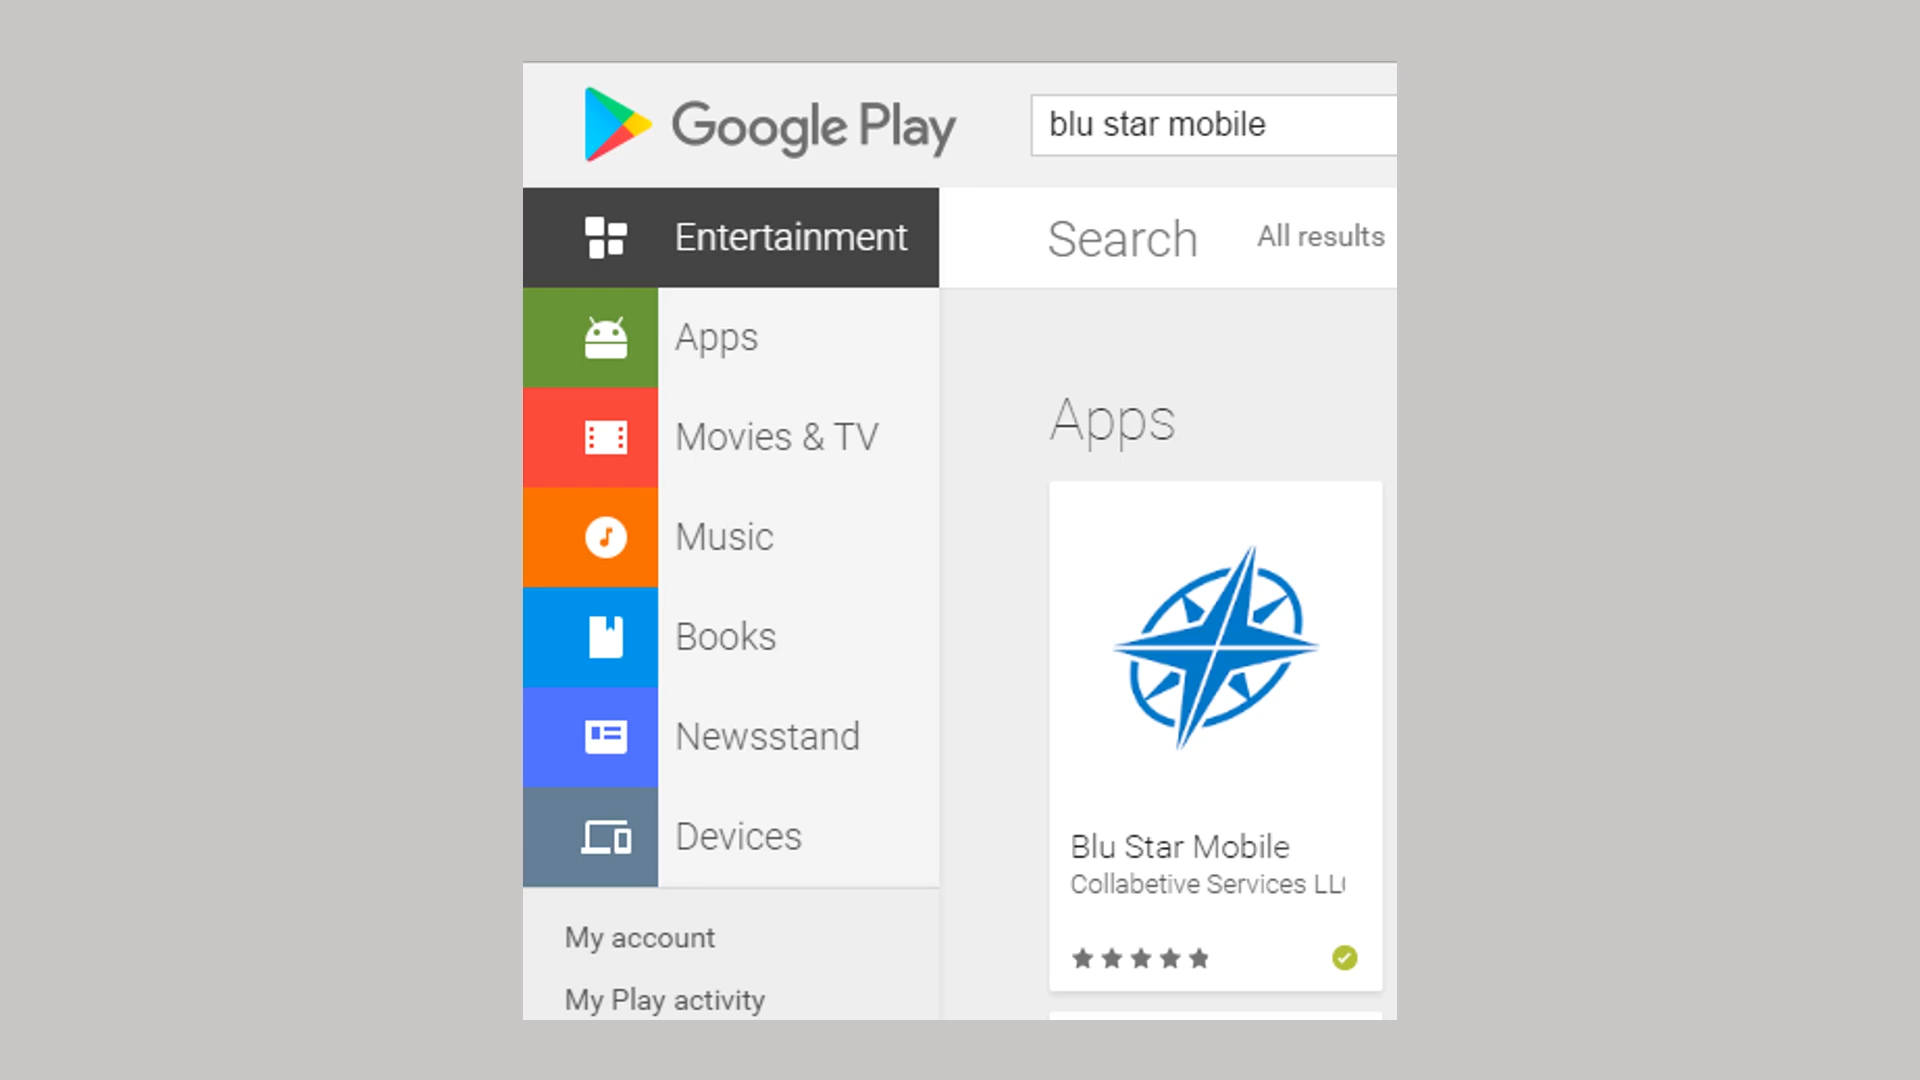 Google Play
blu star mobile
Entertainment
Search
All results
Apps
Movies & TV
Music
Books
Newsstand
Devices
My account
My Play activity
Apps
Blu Star Mobile
Collabetive Services